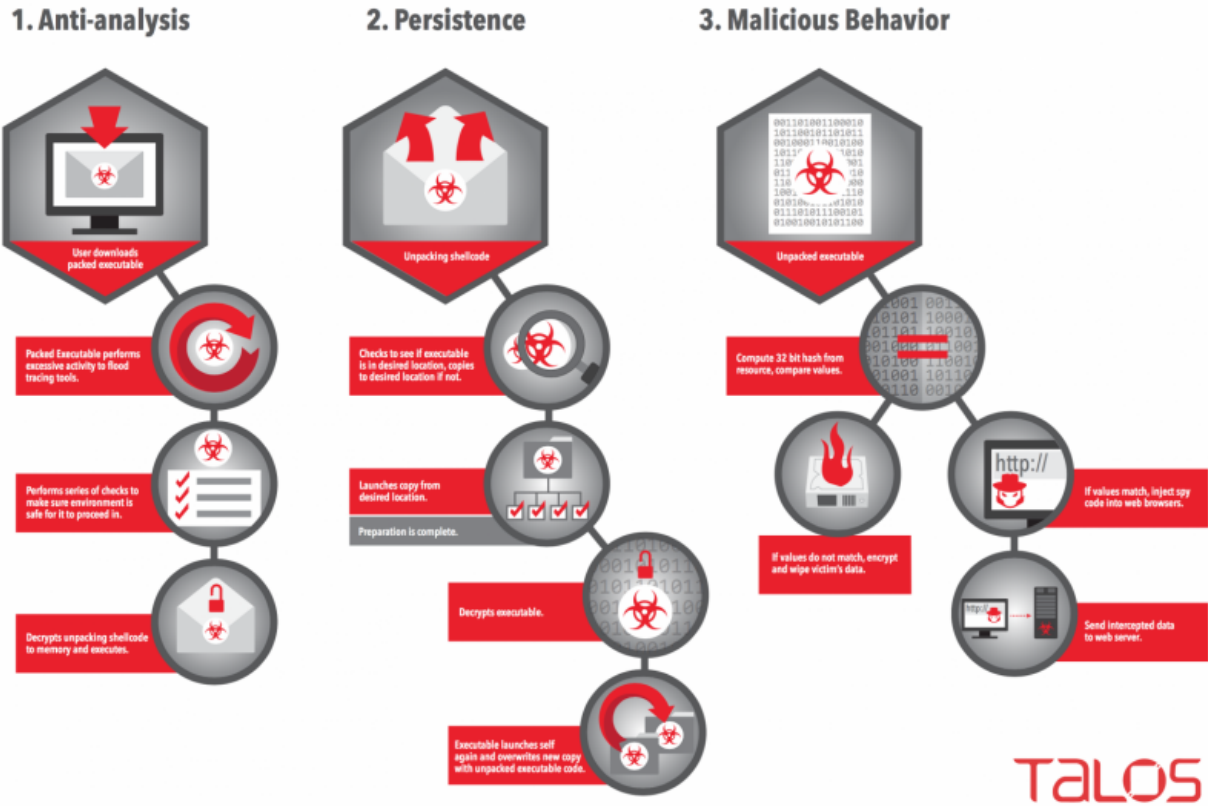 1. Anti-analysis
User downloads
packed executable
Packed Executable performs
excessive activity to flood
tracing tools.
Performs series of checks to
make sure environment is
safe for it to proceed in.
Decrypts unpacking shellcode
to memory and executes.
2. Persistence
Unpacking shellcode
Checks to see if executable
is in desired location, copies
to desired location if not.
Launches copy from
desired location.
Preparation is complete.
Decrypts executable.
Executable launches self
again and overwrites new copy
with unpacked executable code.
3. Malicious Behavior
Unpacked executable
Compute 32 bit hash from
resource, compare values.
If values do not match, encrypt
and wipe victim's data.
http://
If values match, inject spy
code into web browsers.
http://
Send intercepted data
to web server.
TALOS